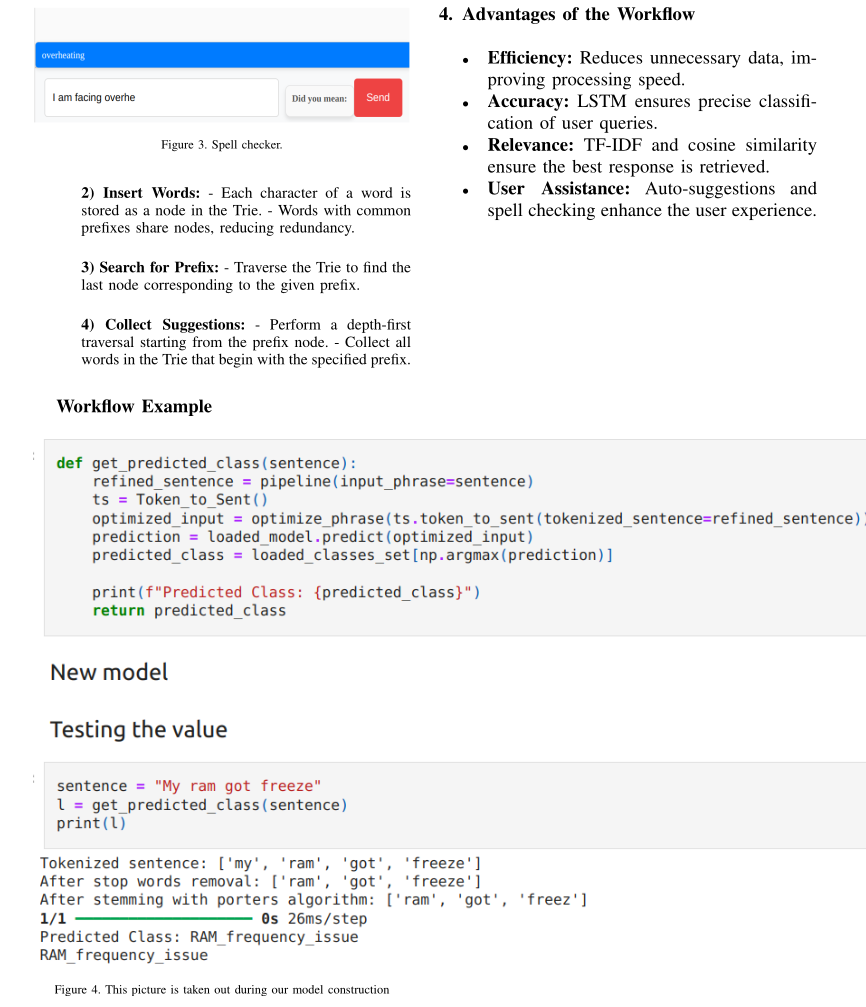 overheating
I am facing overhe
Did you mean:
Send
Figure 3. Spell checker.
2) Insert Words: - Each character of a word is
stored as a node in the Trie. - Words with common
prefixes share nodes, reducing redundancy.
3) Search for Prefix: - Traverse the Trie to find the
last node corresponding to the given prefix.
4) Collect Suggestions: - Perform a depth-first
traversal starting from the prefix node. - Collect all
words in the Trie that begin with the specified prefix.
4. Advantages of the Workflow
• Efficiency: Reduces unnecessary data, im-
proving processing speed.
• Accuracy: LSTM ensures precise classifi-
cation of user queries.
• Relevance: TF-IDF and cosine similarity
ensure the best response is retrieved.
• User Assistance: Auto-suggestions and
spell checking enhance the user experience.
Workflow Example
:
def get_predicted_class(sentence):
    refined_sentence = pipeline(input_phrase=sentence)
    ts = Token_to_Sent()
    optimized_input = optimize_phrase(ts.token_to_sent(tokenized_sentence=refined_sentence))
    prediction = loaded_model.predict(optimized_input)
    predicted_class = loaded_classes_set[np.argmax(prediction)]
    print(f"Predicted Class: {predicted_class}")
    return predicted_class
New model
Testing the value
:
sentence = "My ram got freeze"
l = get_predicted_class(sentence)
print(l)
Tokenized sentence: ['my', 'ram', 'got', 'freeze']
After stop words removal: ['ram', 'got', 'freeze']
After stemming with porters algorithm: ['ram', 'got', 'freez']
1/1 ━━━━━━━━━━━━━━━━━━━━ 0s 26ms/step
Predicted Class: RAM_frequency_issue
RAM_frequency_issue
Figure 4. This picture is taken out during our model construction